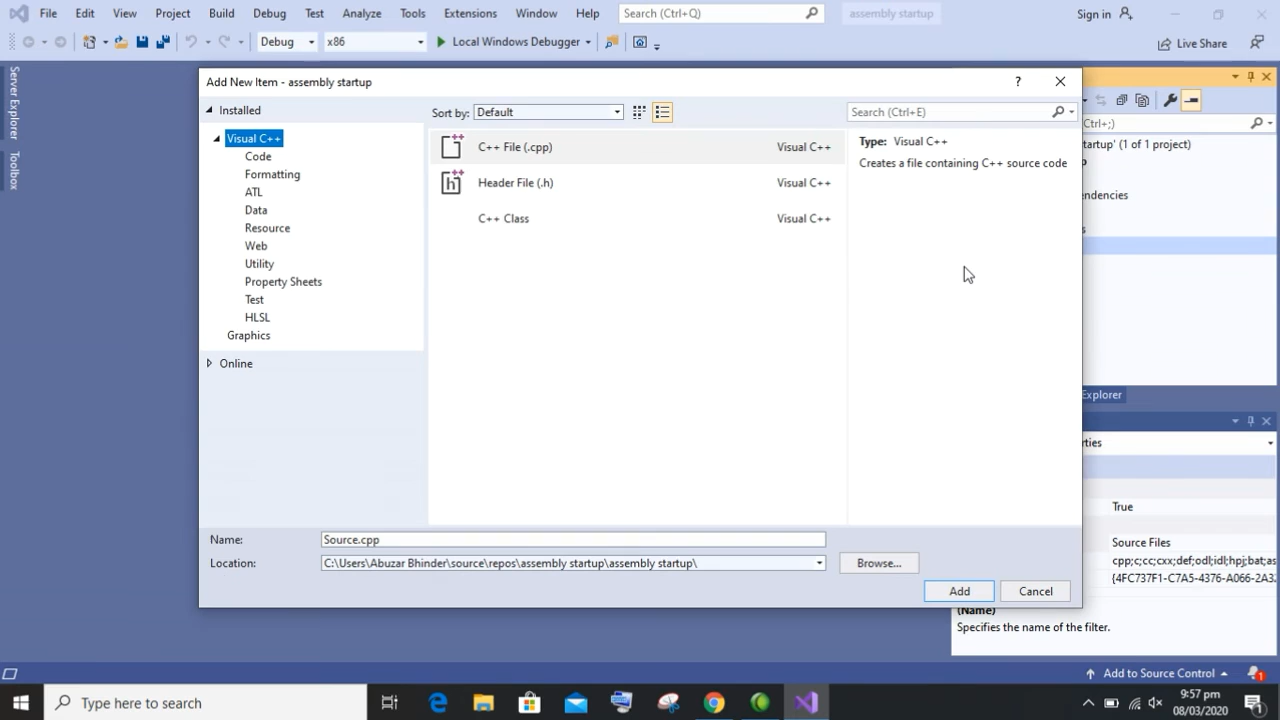 File Edit View Project Build Debug Test Analyze Tools Extensions Window Help Search (Ctrl+Q) assembly startup Sign in
Debug x86 Local Windows Debugger Live Share
Server Explorer
Toolbox
Add New Item - assembly startup ?
Installed
Sort by: Default
Search (Ctrl+E)
Ctrl+;)
Visual C++
Code
Formatting
ATL
Data
Resource
Web
Utility
Property Sheets
Test
HLSL
Graphics
Online
C++ File (.cpp) Visual C++
Header File (.h) Visual C++
C++ Class Visual C++
Type: Visual C++
Creates a file containing C++ source code
tartup' (1 of 1 project)
p
endencies
s
Explorer
rties
True
Source Files
cpp;c;cc;cxx;def;odl;idl;hpj;bat;as
{4FC737F1-C7A5-4376-A066-2A3
(Name)
Specifies the name of the filter.
Name: Source.cpp
Location: C:\Users\Abuzar Bhinder\source\repos\assembly startup\assembly startup\ Browse...
Add Cancel
Add to Source Control 1
Type here to search
9:57 pm
08/03/2020
1